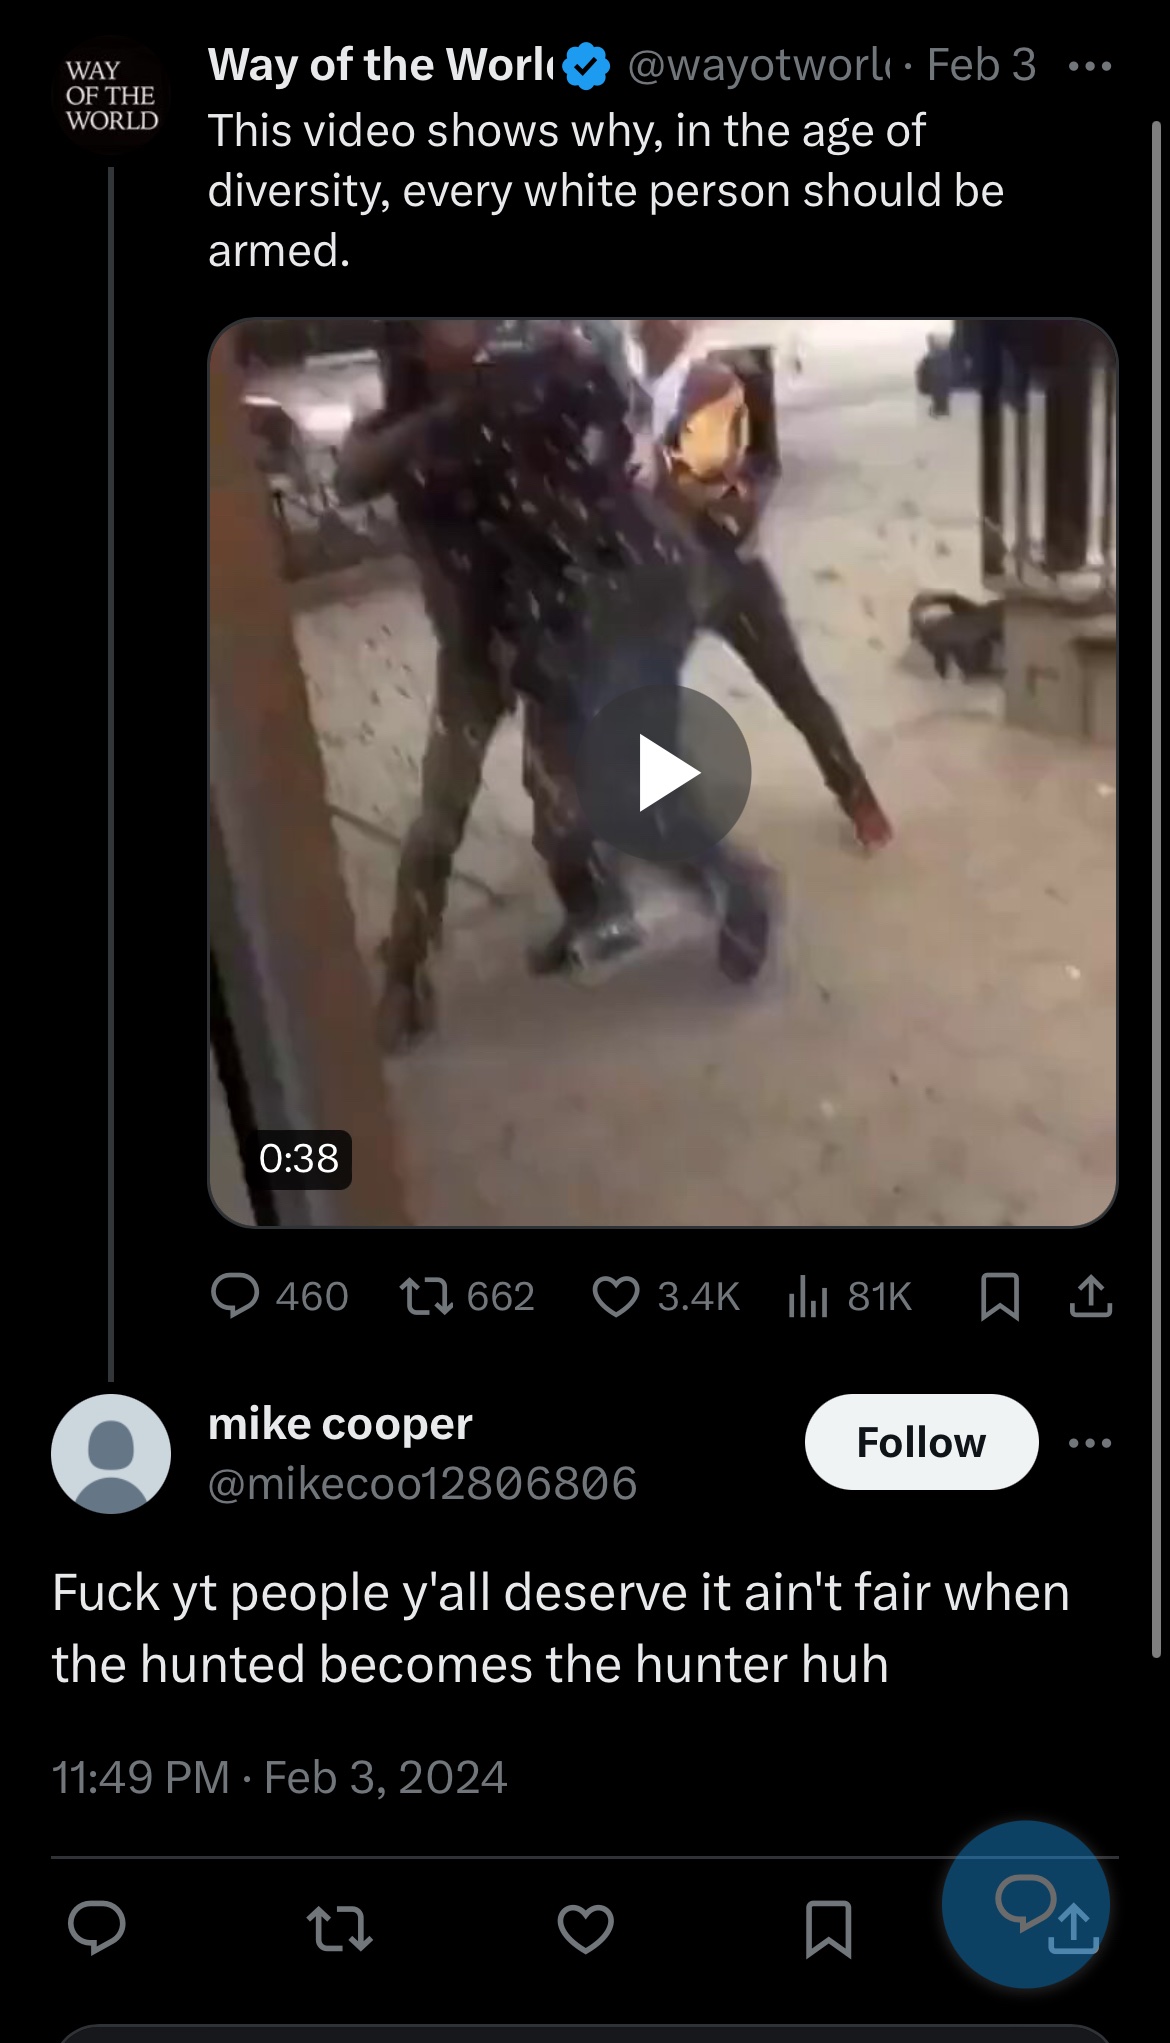 WAY
OF THE
WORLD
Way of the Worl @wayotworl · Feb 3
This video shows why, in the age of
diversity, every white person should be
armed.
0:38
460 662 3.4K 81K
mike cooper
Follow
@mikecoo12806806
Fuck yt people y'all deserve it ain't fair when
the hunted becomes the hunter huh
11:49 PM · Feb 3, 2024